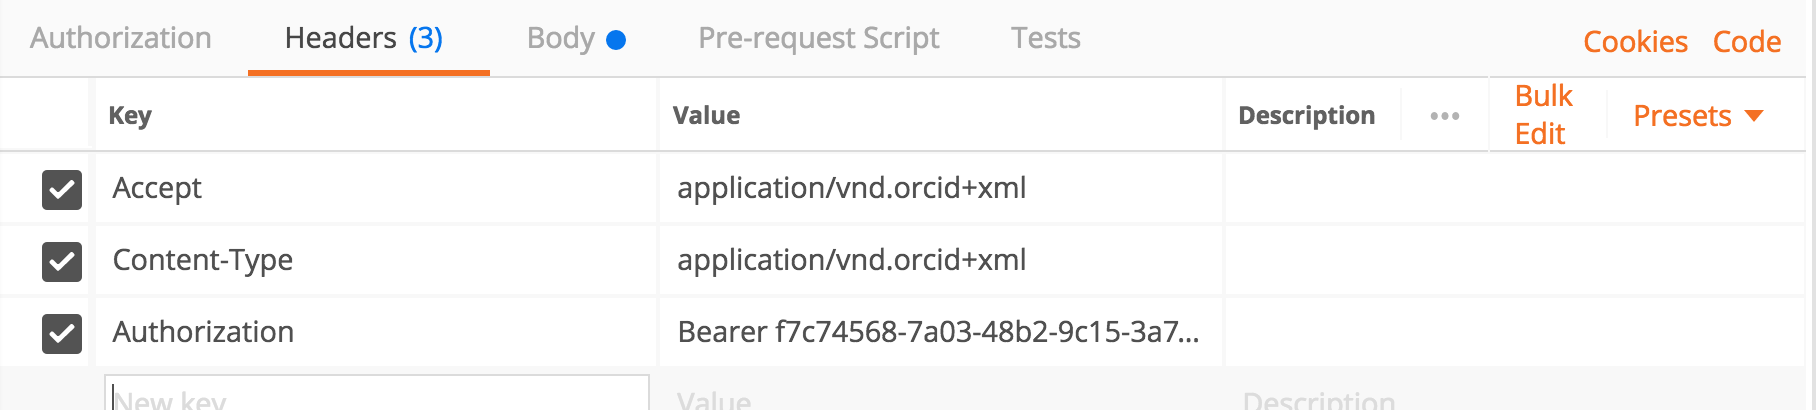 Authorization Headers (3) Body Pre-request Script Tests Cookies Code
Key Value Description ••• Bulk Edit Presets
Accept application/vnd.orcid+xml
Content-Type application/vnd.orcid+xml
Authorization Bearer f7c74568-7a03-48b2-9c15-3a7...
New key Value Description